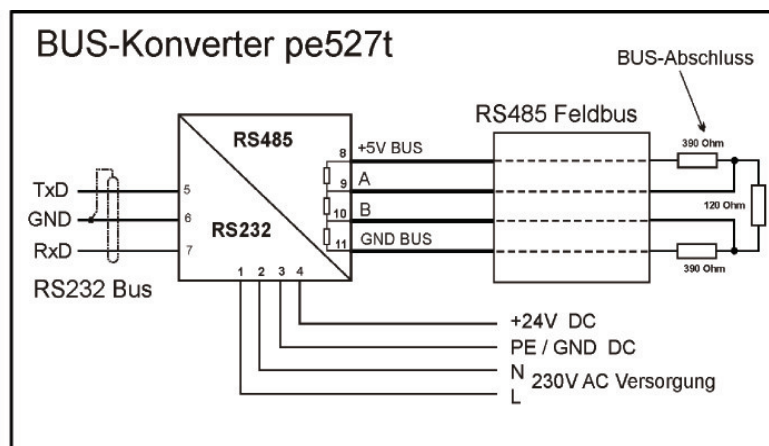 BUS-Konverter pe527t
BUS-Abschluss
RS485 Feldbus
RS485
RS232
8
+5V BUS
390 Ohm
TxD
5
9
A
GND
6
10
B
120 Ohm
RxD
7
11
GND BUS
390 Ohm
RS232 Bus
1 2 3 4
+24V DC
PE / GND DC
N
230V AC Versorgung
L